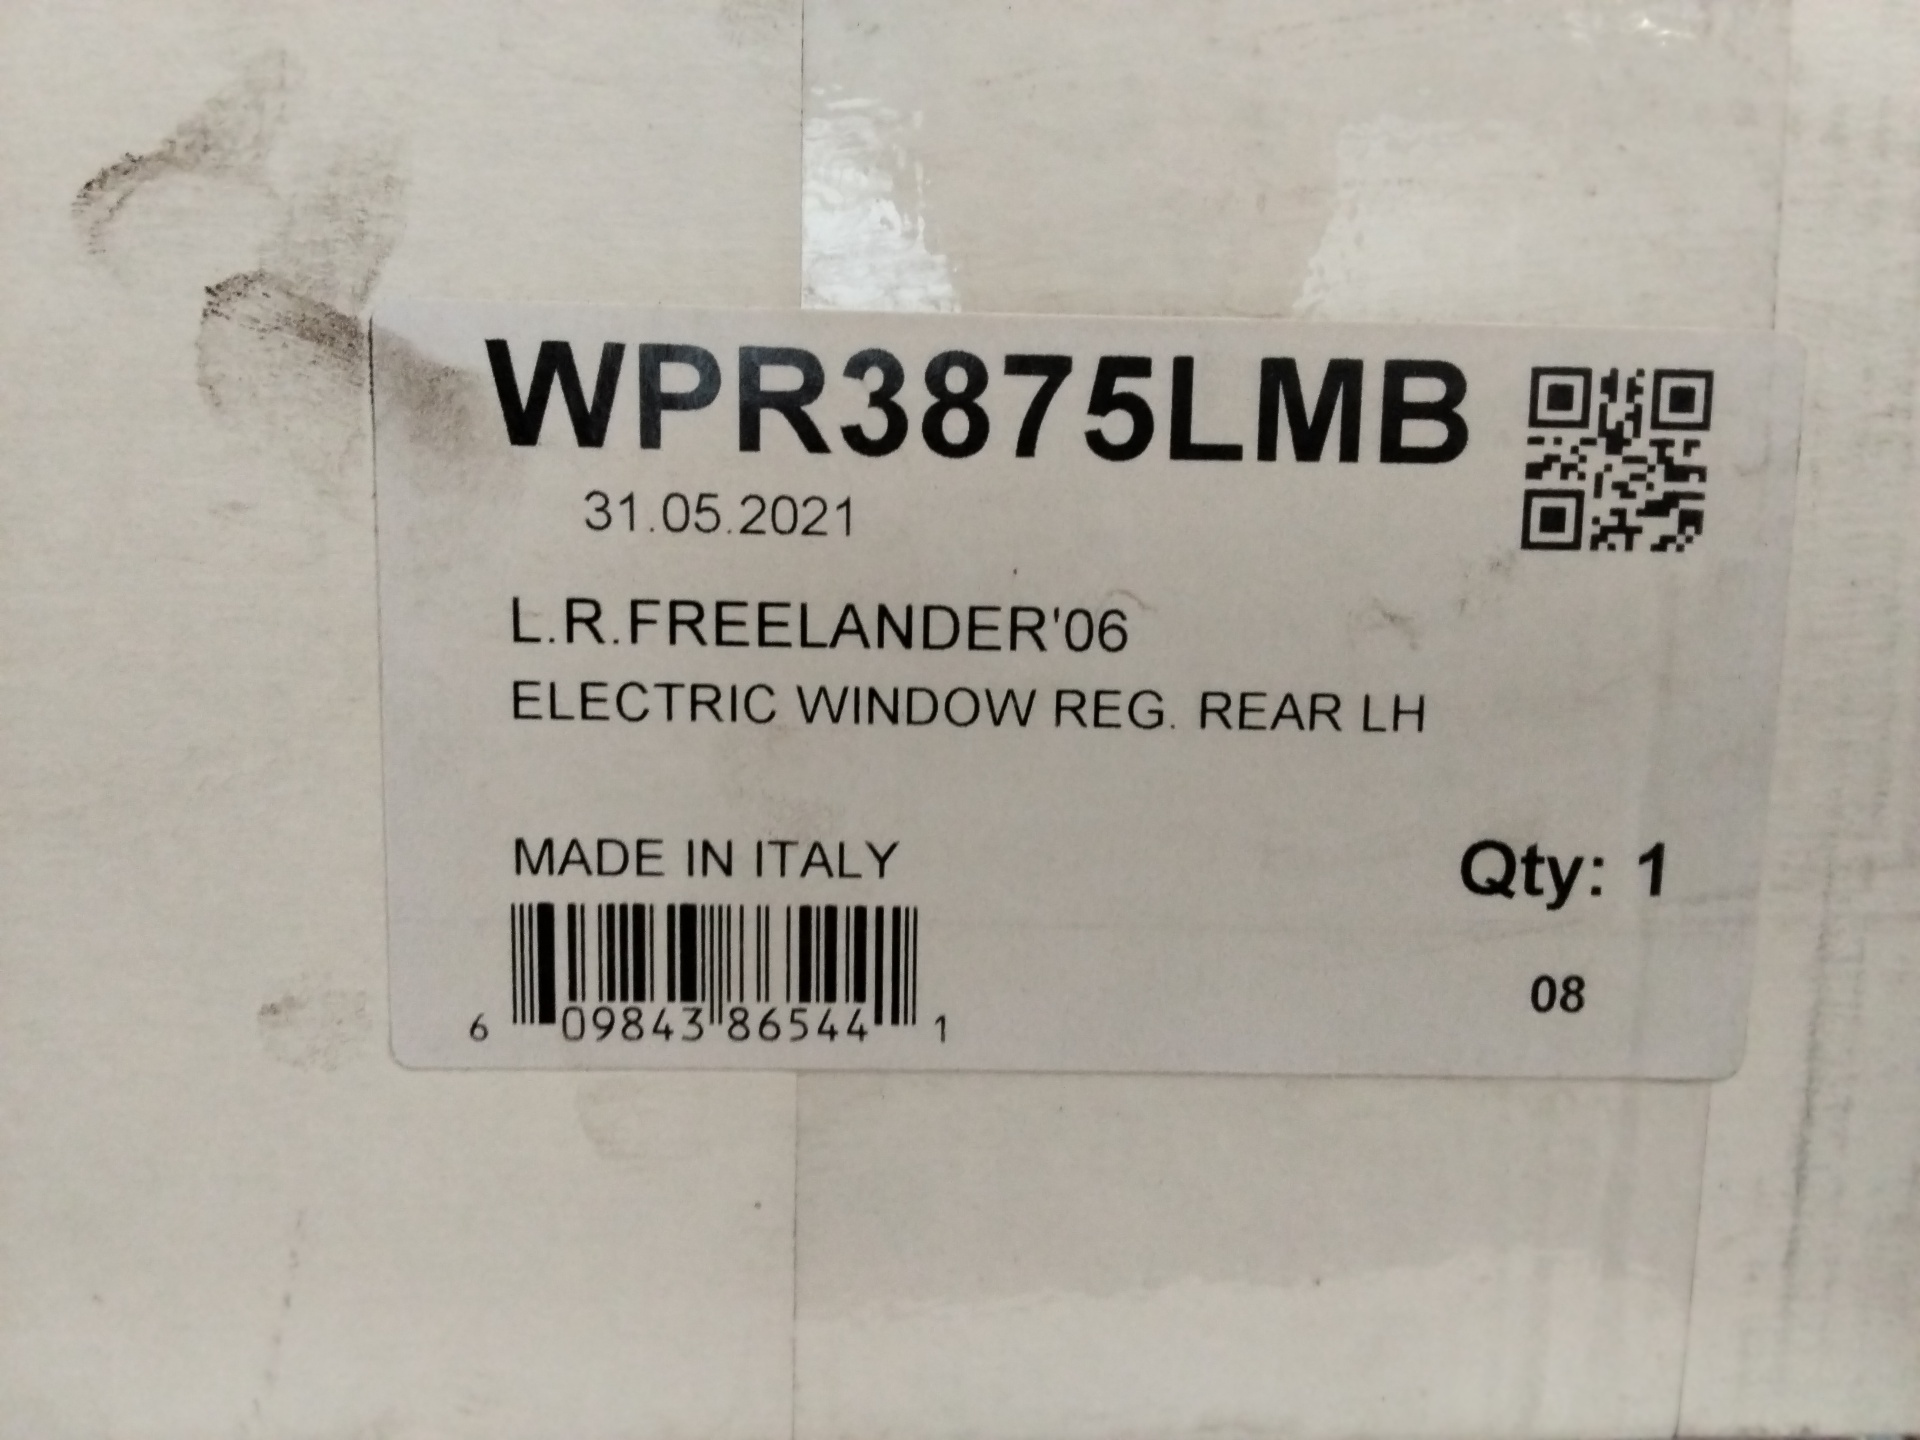 WPR3875LMB
31.05.2021
L.R.FREELANDER'06
ELECTRIC WINDOW REG. REAR LH
MADE IN ITALY
Qty: 1
08
6 09843 86544 1